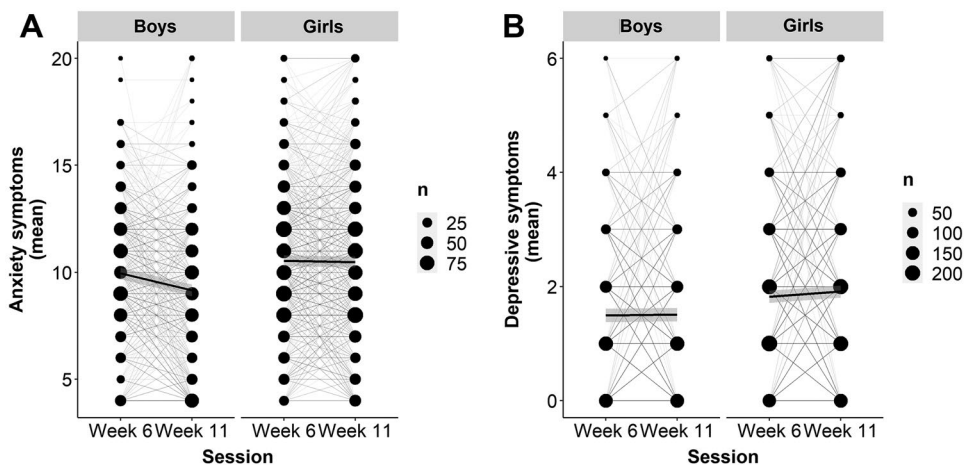 A
Boys
Girls
Anxiety symptoms
(mean)
20
15
10
5
Week 6 Week 11
Week 6 Week 11
Session
n
25
50
75
B
Boys
Girls
Depressive symptoms
(mean)
6
4
2
0
Week 6 Week 11
Week 6 Week 11
Session
n
50
100
150
200